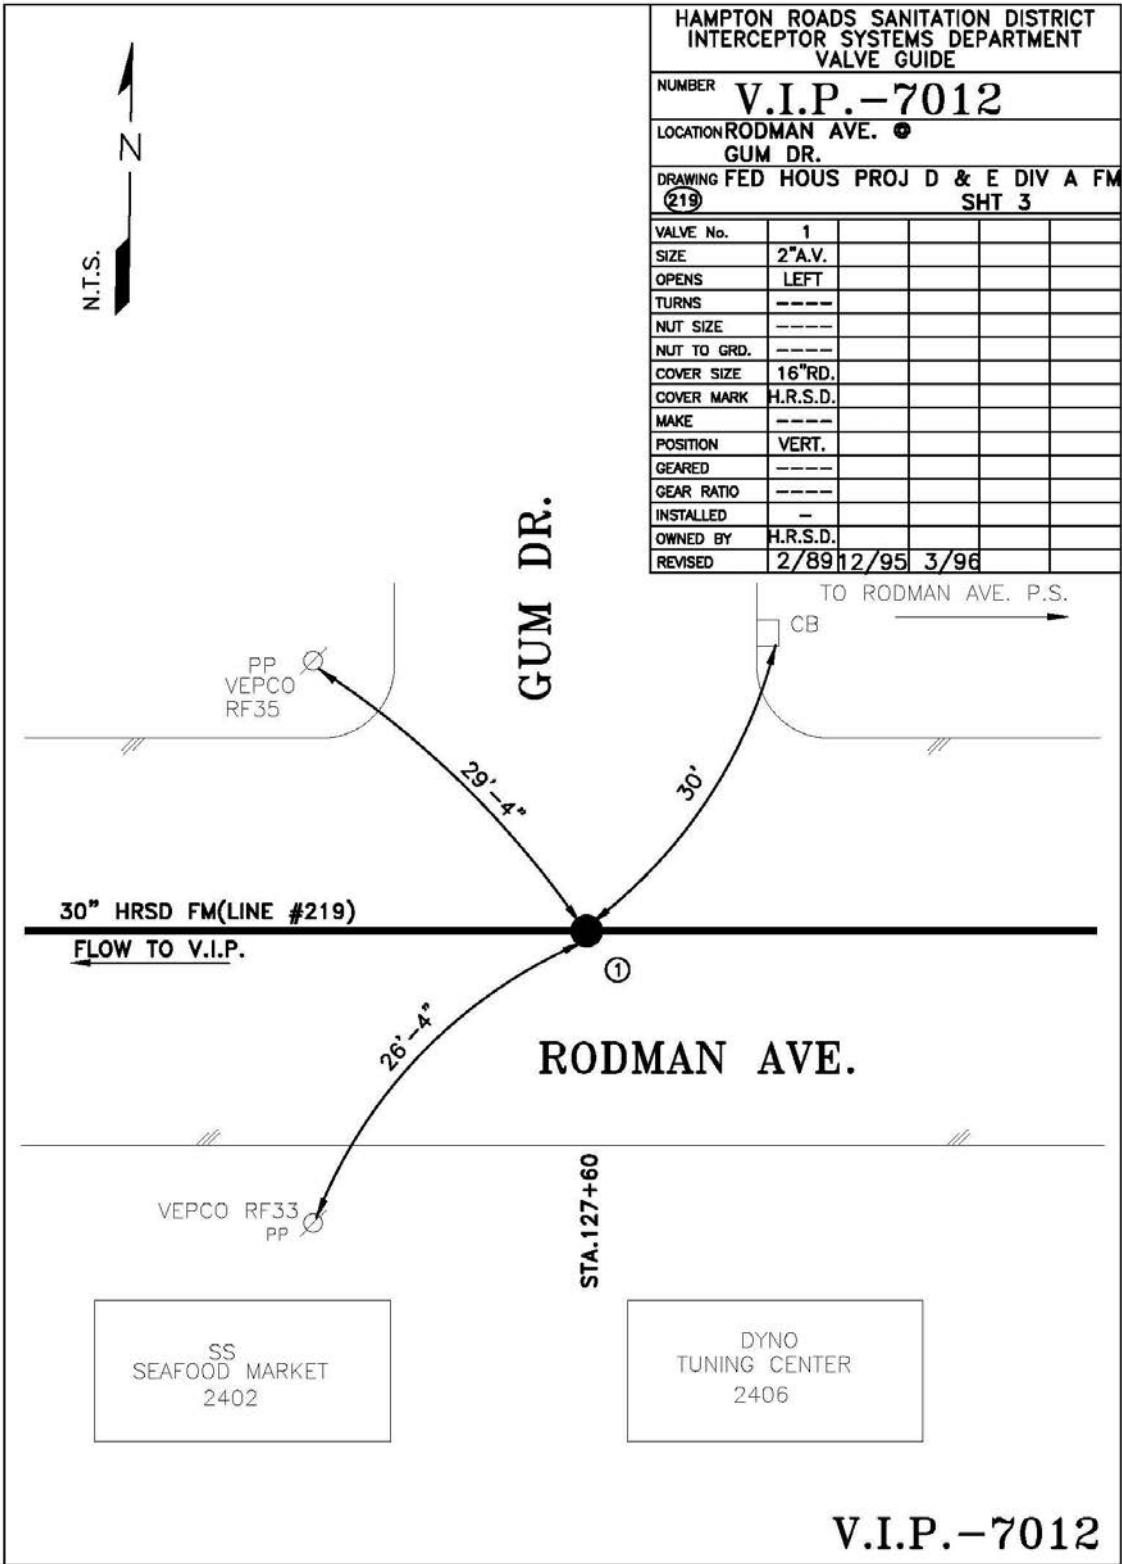 HAMPTON ROADS SANITATION DISTRICT
INTERCEPTOR SYSTEMS DEPARTMENT
VALVE GUIDE
NUMBER V.I.P.-7012
LOCATION RODMAN AVE. @
GUM DR.
DRAWING FED HOUS PROJ D & E DIV A FM
219 SHT 3
VALVE No. 1
SIZE 2"A.V.
OPENS LEFT
TURNS ----
NUT SIZE ----
NUT TO GRD. ----
COVER SIZE 16"RD.
COVER MARK H.R.S.D.
MAKE ----
POSITION VERT.
GEARED ----
GEAR RATIO ----
INSTALLED -
OWNED BY H.R.S.D.
REVISED 2/89 12/95 3/96
N
N.T.S.
GUM DR.
TO RODMAN AVE. P.S.
CB
PP
VEPCO
RF35
29'-4"
30'
30" HRSD FM(LINE #219)
FLOW TO V.I.P.
1
26'-4"
RODMAN AVE.
STA.127+60
VEPCO RF33
PP
SS
SEAFOOD MARKET
2402
DYNO
TUNING CENTER
2406
V.I.P.-7012